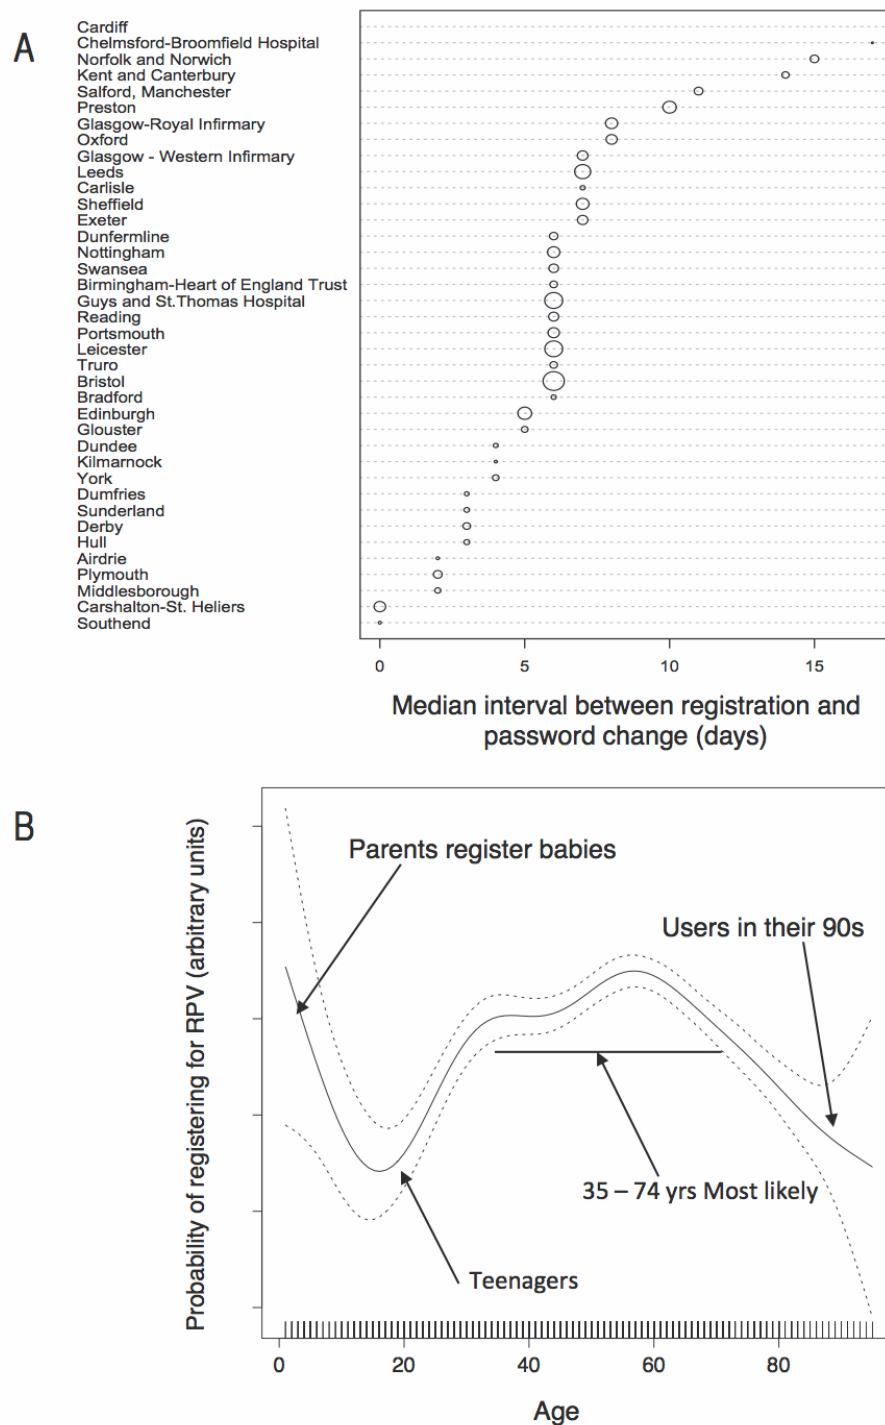 A
Cardiff
Chelmsford-Broomfield Hospital
Norfolk and Norwich
Kent and Canterbury
Salford, Manchester
Preston
Glasgow-Royal Infirmary
Oxford
Glasgow - Western Infirmary
Leeds
Carlisle
Sheffield
Exeter
Dunfermline
Nottingham
Swansea
Birmingham-Heart of England Trust
Guys and St.Thomas Hospital
Reading
Portsmouth
Leicester
Truro
Bristol
Bradford
Edinburgh
Glouster
Dundee
Kilmarnock
York
Dumfries
Sunderland
Derby
Hull
Airdrie
Plymouth
Middlesborough
Carshalton-St. Heliers
Southend
0 5 10 15
Median interval between registration and
password change (days)
B
Probability of registering for RPV (arbitrary units)
Parents register babies
Users in their 90s
35 – 74 yrs Most likely
Teenagers
0 20 40 60 80
Age